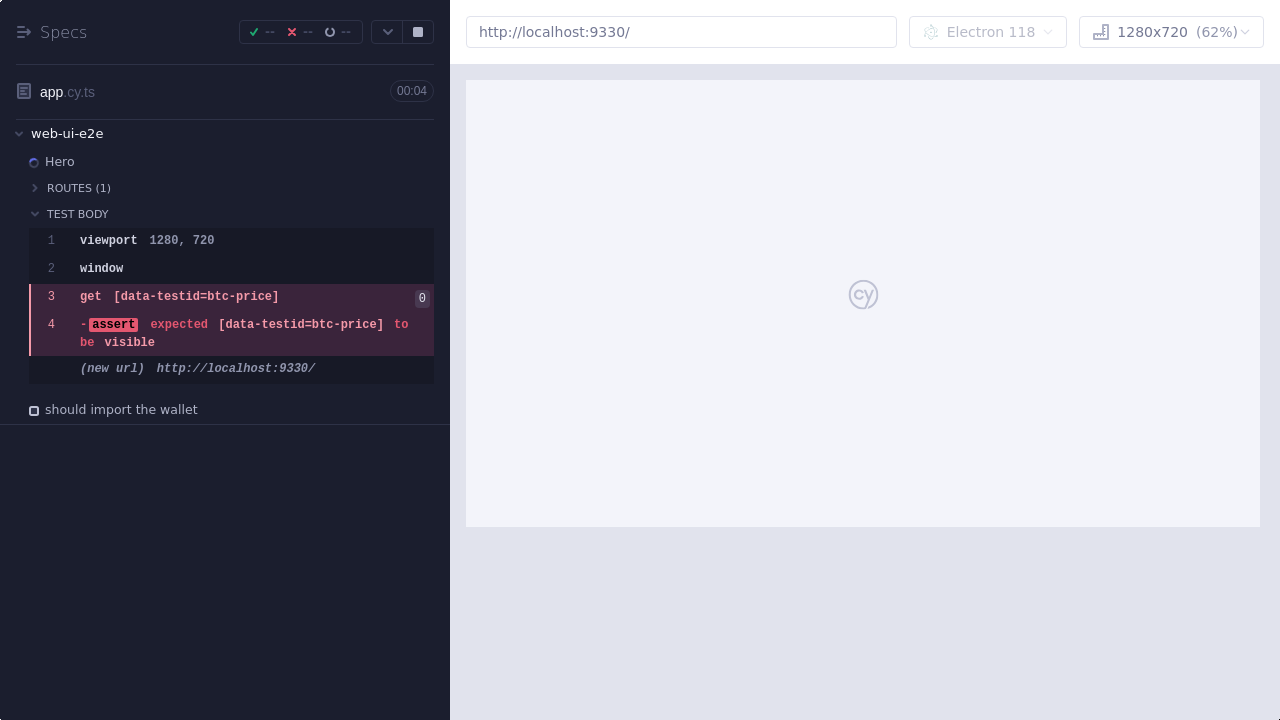 Specs
--
--
--
http://localhost:9330/
Electron 118
1280x720 (62%)
app.cy.ts
00:04
web-ui-e2e
Hero
ROUTES (1)
TEST BODY
1 viewport 1280, 720
2 window
3 get [data-testid=btc-price] 0
4 -assert expected [data-testid=btc-price] to
be visible
(new url) http://localhost:9330/
should import the wallet
cy